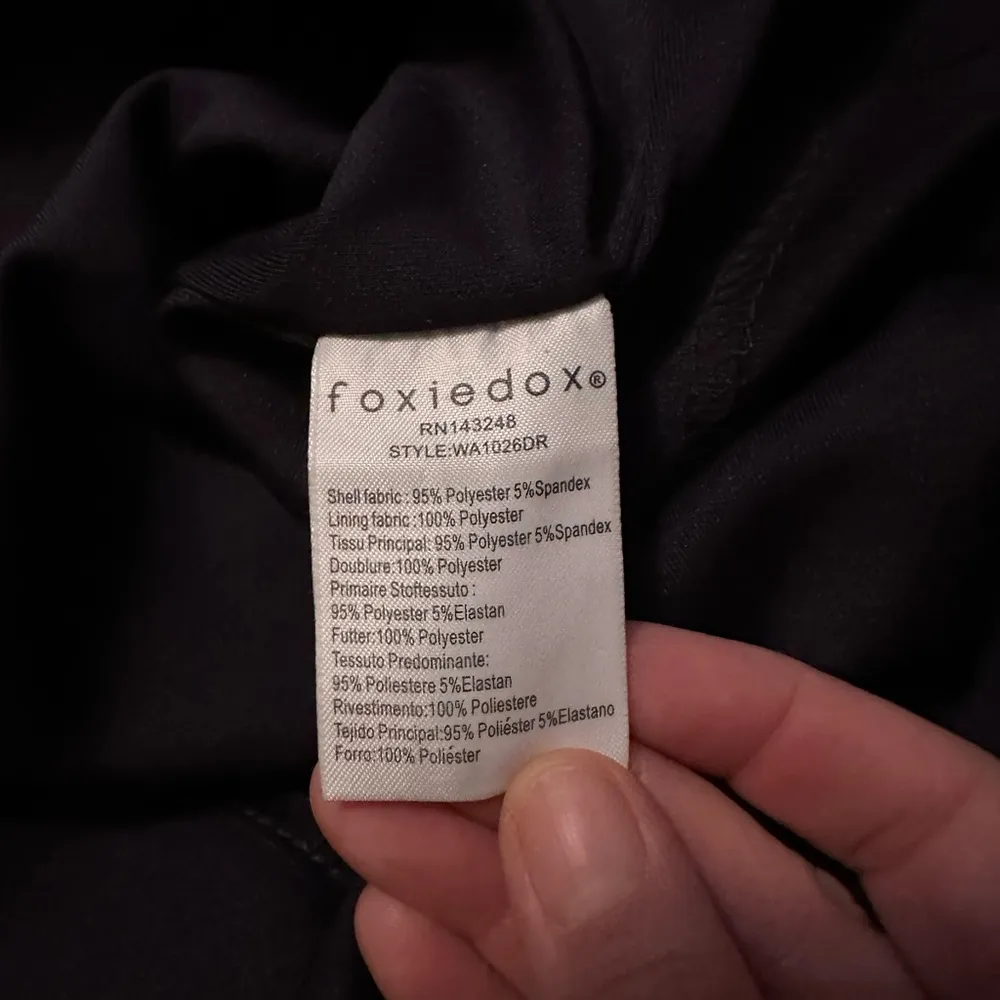 foxiedox®
RN143248
STYLE:WA1026DR
Shell fabric : 95% Polyester 5%Spandex
Lining fabric :100% Polyester
Tissu Principal: 95% Polyester 5%Spandex
Doublure:100% Polyester
Primaire Stoftessuto :
95% Polyester 5%Elastan
Futter:100% Polyester
Tessuto Predominante:
95% Poliestere 5%Elastan
Rivestimento:100% Poliestere
Tejido Principal:95% Poliéster 5%Elastano
Forro:100% Poliéster